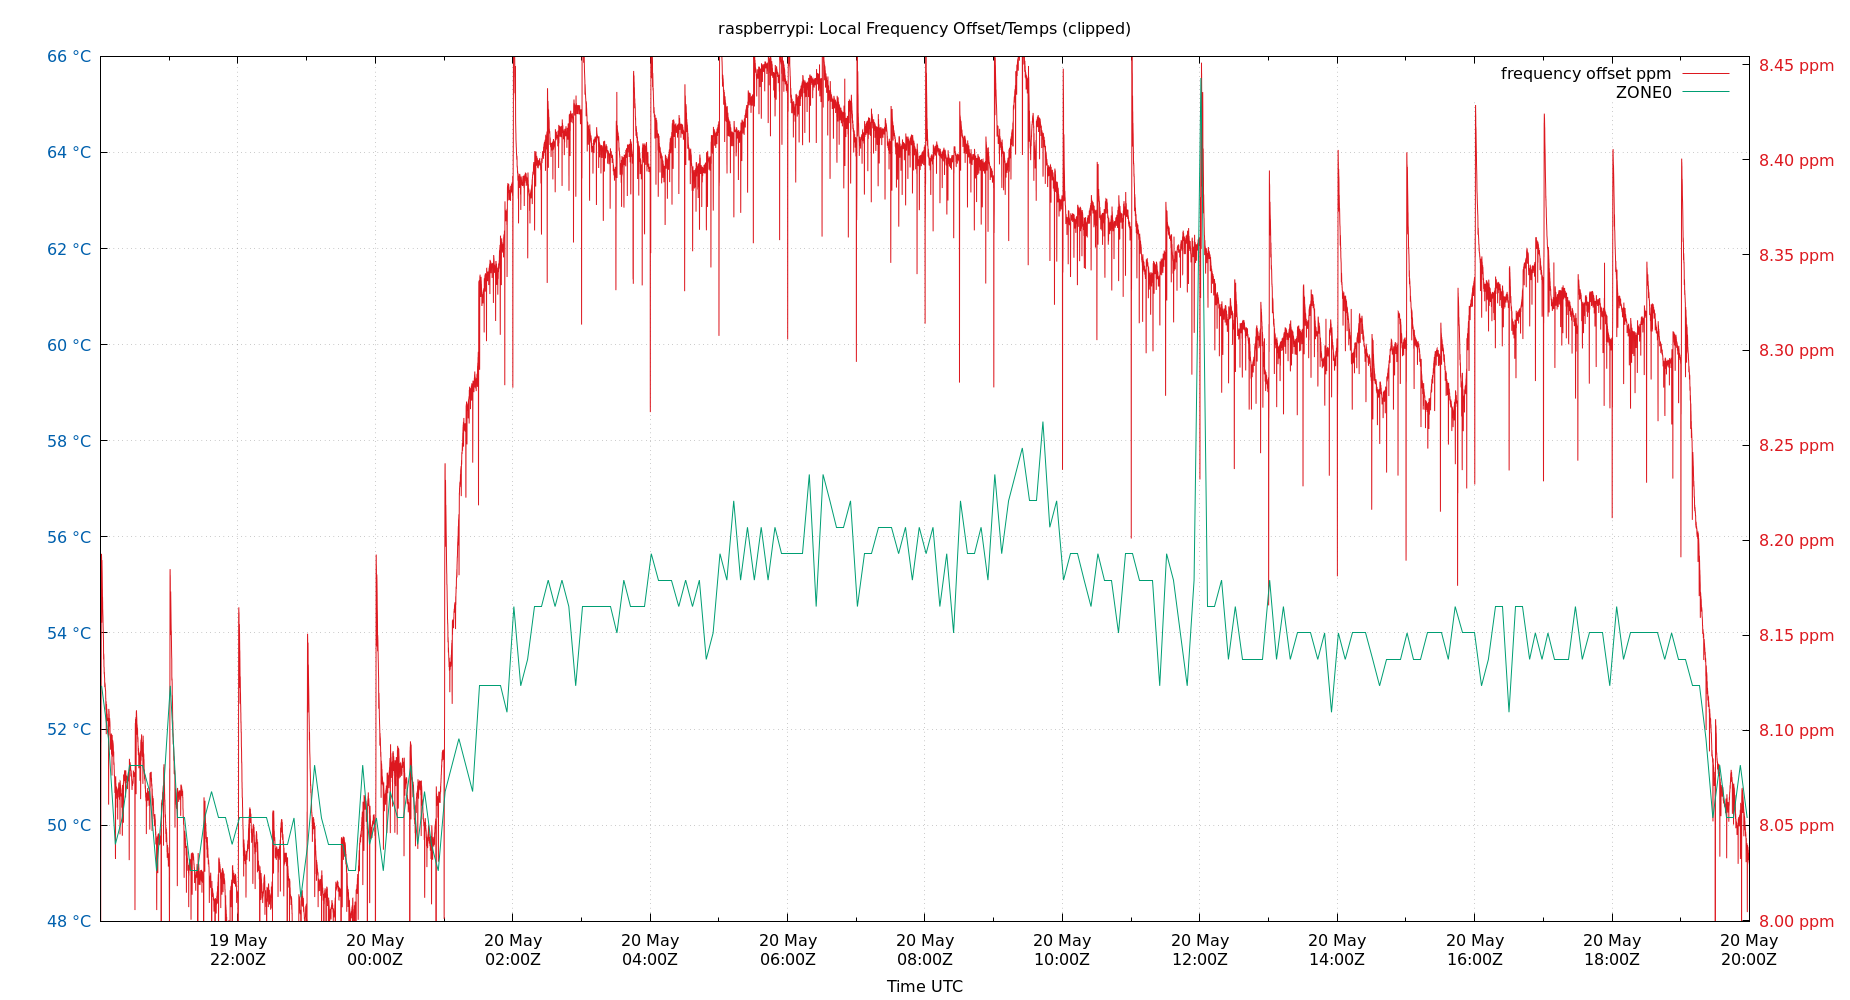 raspberrypi: Local Frequency Offset/Temps (clipped)
66 °C
64 °C
62 °C
60 °C
58 °C
56 °C
54 °C
52 °C
50 °C
48 °C
frequency offset ppm
ZONE0
8.45 ppm
8.40 ppm
8.35 ppm
8.30 ppm
8.25 ppm
8.20 ppm
8.15 ppm
8.10 ppm
8.05 ppm
8.00 ppm
19 May 20 May 20 May 20 May 20 May 20 May 20 May 20 May 20 May 20 May 20 May 20 May
22:00Z 00:00Z 02:00Z 04:00Z 06:00Z 08:00Z 10:00Z 12:00Z 14:00Z 16:00Z 18:00Z 20:00Z
Time UTC